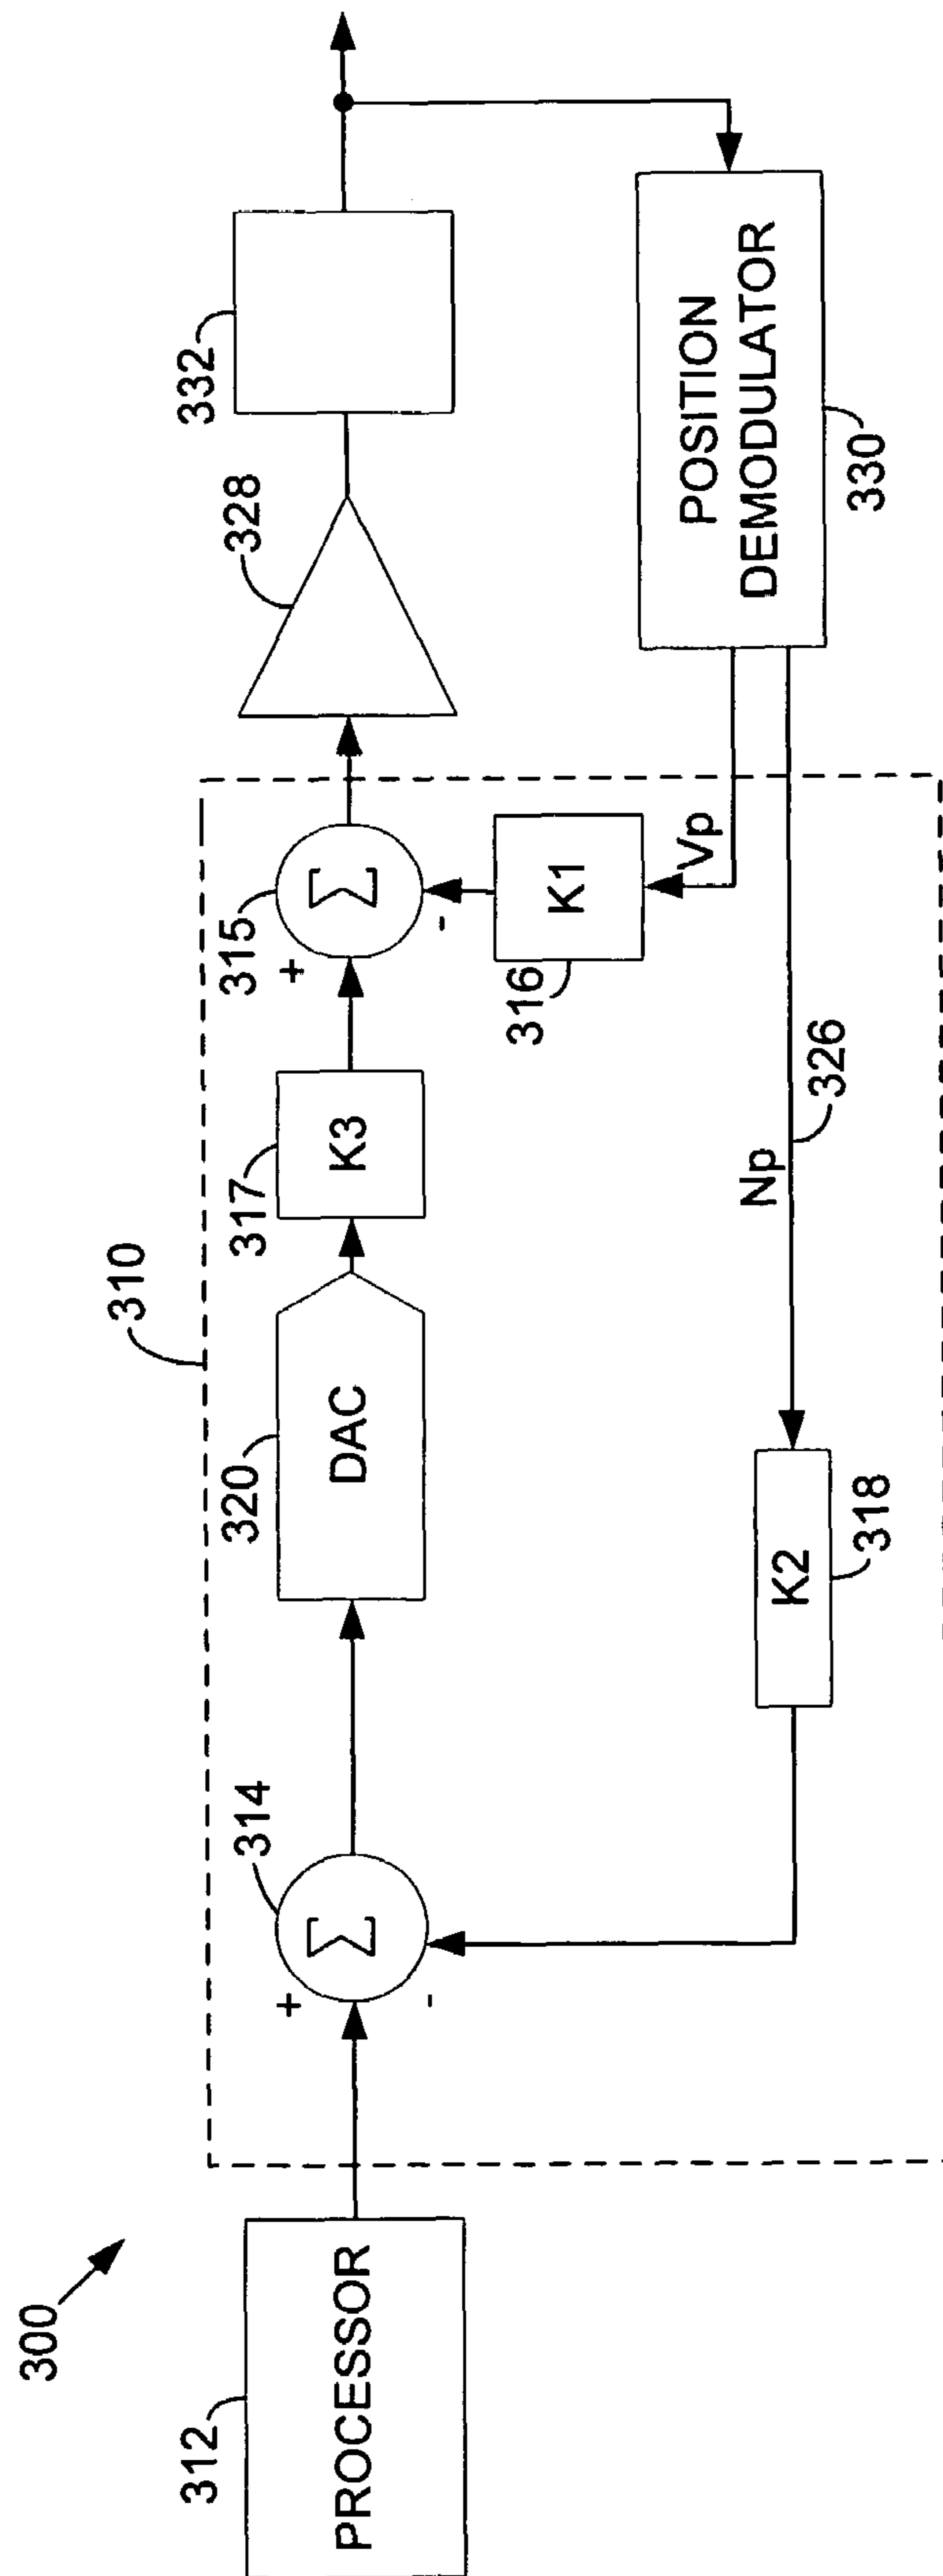 300
312
PROCESSOR
310
314
+
Σ
-
320
DAC
317
K3
315
+
Σ
-
316
K1
Vp
328
332
318
K2
Np
326
POSITION
DEMODULATOR
330